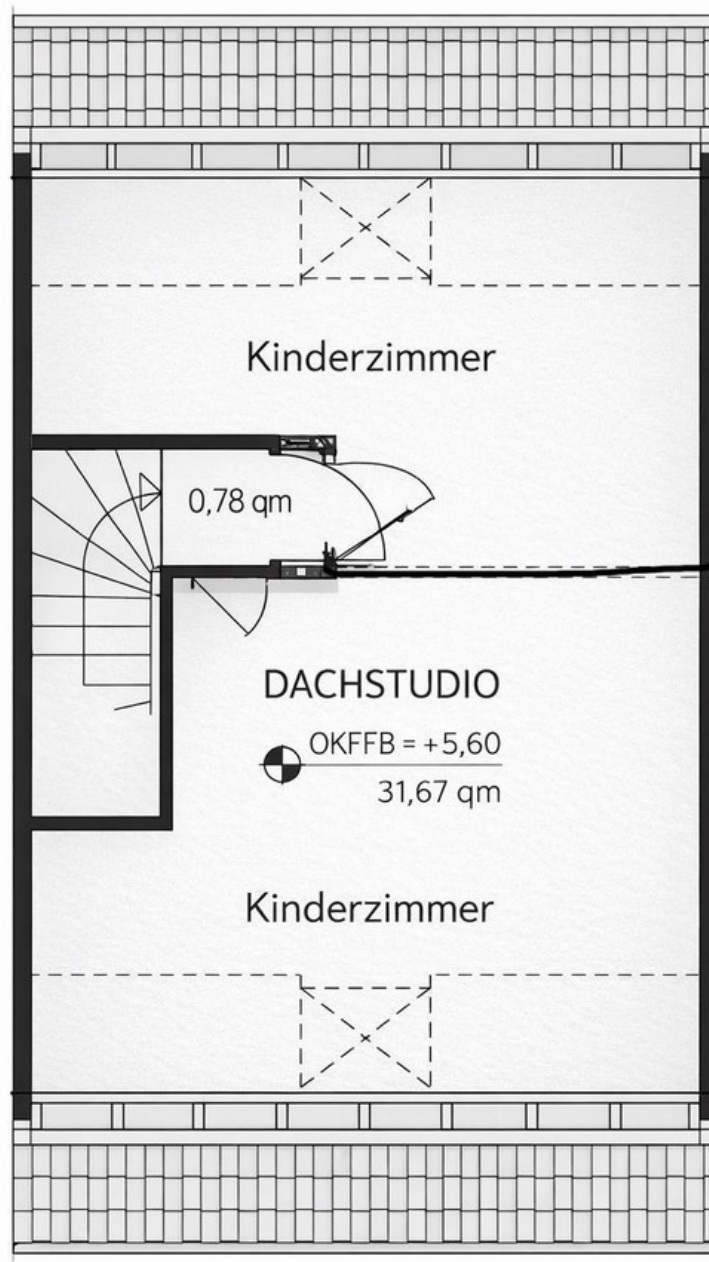 Kinderzimmer
0,78 qm
DACHSTUDIO
OKFFB = +5,60
31,67 qm
Kinderzimmer